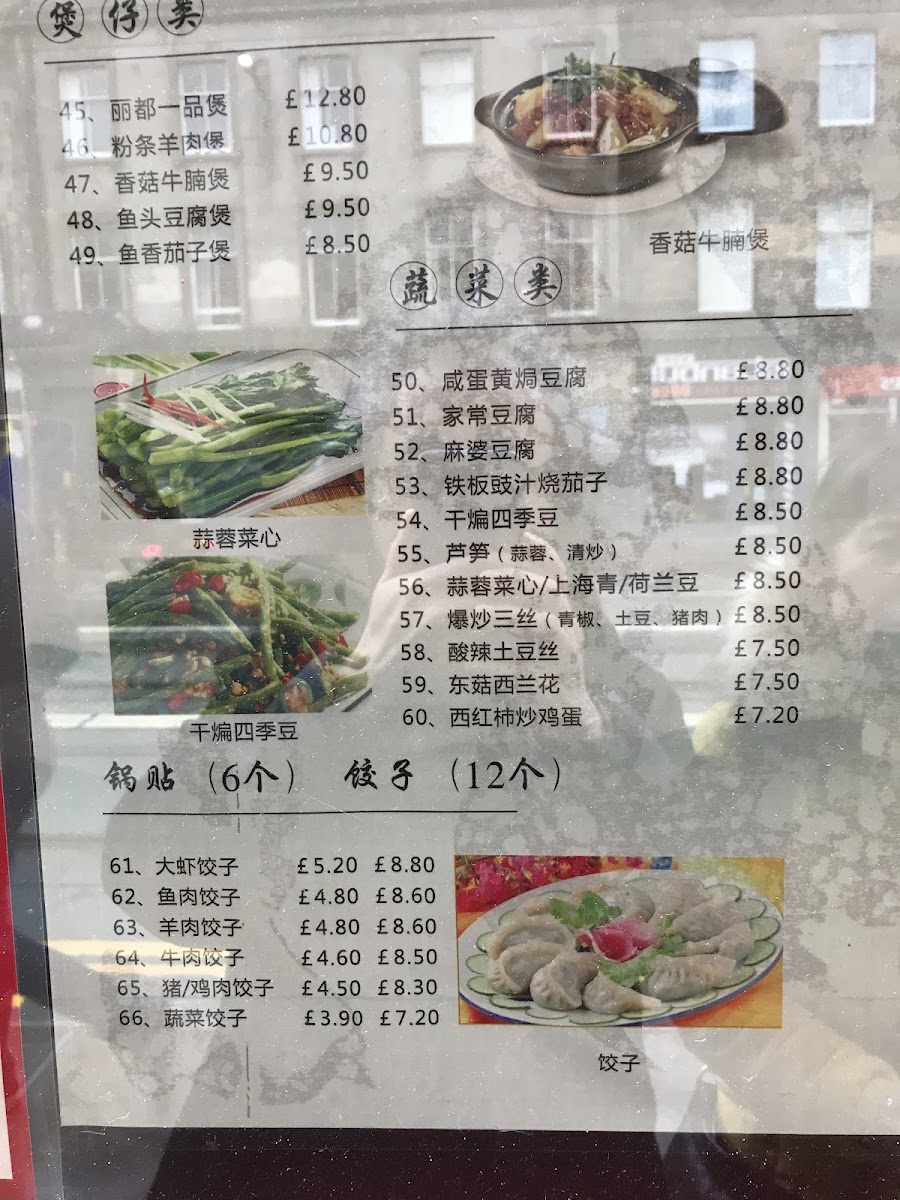 煲仔类
45、丽都一品煲 £12.80
46、粉条羊肉煲 £10.80
47、香菇牛腩煲 £9.50
48、鱼头豆腐煲 £9.50
49、鱼香茄子煲 £8.50
香菇牛腩煲
蔬菜类
50、咸蛋黄焗豆腐 £8.80
51、家常豆腐 £8.80
52、麻婆豆腐 £8.80
53、铁板豉汁烧茄子 £8.80
54、干煸四季豆 £8.50
55、芦笋（蒜蓉、清炒） £8.50
56、蒜蓉菜心/上海青/荷兰豆 £8.50
57、爆炒三丝（青椒、土豆、猪肉） £8.50
58、酸辣土豆丝 £7.50
59、东菇西兰花 £7.50
60、西红柿炒鸡蛋 £7.20
蒜蓉菜心
干煸四季豆
锅贴（6个） 饺子（12个）
61、大虾饺子 £5.20 £8.80
62、鱼肉饺子 £4.80 £8.60
63、羊肉饺子 £4.80 £8.60
64、牛肉饺子 £4.60 £8.50
65、猪/鸡肉饺子 £4.50 £8.30
66、蔬菜饺子 £3.90 £7.20
饺子